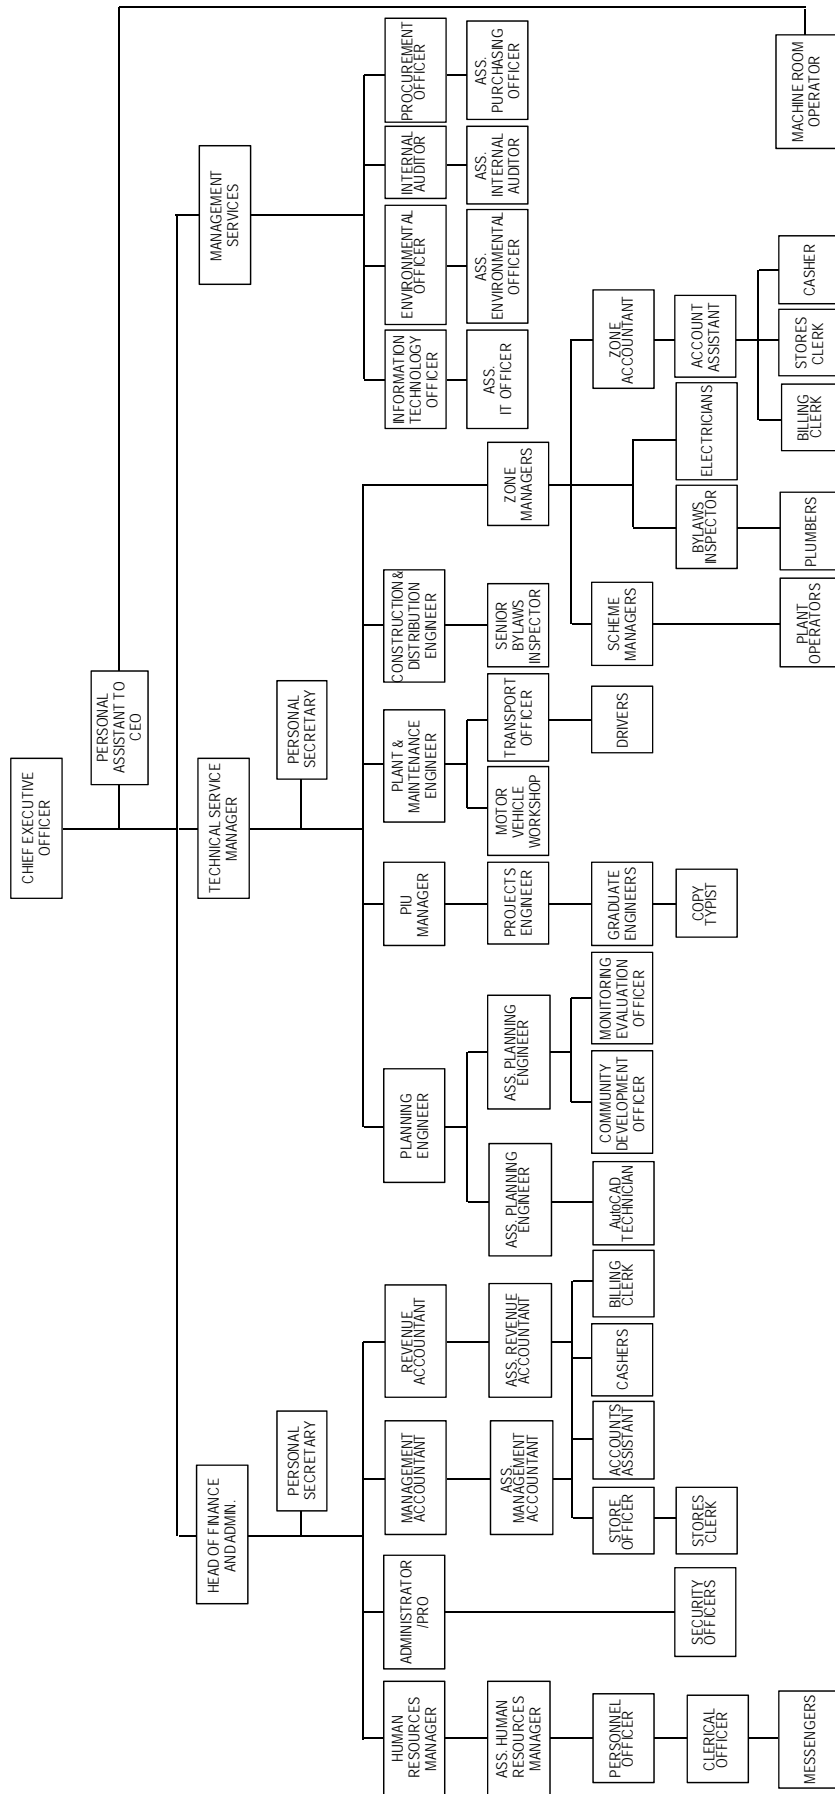 CHIEF EXECUTIVE
OFFICER
PERSONAL
ASSISTANT TO
CEO
HEAD OF FINANCE
AND ADMIN.
TECHNICAL SERVICE
MANAGER
MANAGEMENT
SERVICES
PERSONAL
SECRETARY
PERSONAL
SECRETARY
HUMAN
RESOURCES
MANAGER
ADMINISTRATOR
/PRO
MANAGEMENT
ACCOUNTANT
REVENUE
ACCOUNTANT
PLANNING
ENGINEER
PIU
MANAGER
PLANT &
MAINTENANCE
ENGINEER
CONSTRUCTION &
DISTRIBUTION
ENGINEER
INFORMATION
TECHNOLOGY
OFFICER
ENVIRONMENTAL
OFFICER
INTERNAL
AUDITOR
PROCUREMENT
OFFICER
ASS.
IT OFFICER
ASS.
ENVIRONMENTAL
OFFICER
ASS.
INTERNAL
AUDITOR
ASS.
PURCHASING
OFFICER
ASS. HUMAN
RESOURCES
MANAGER
ASS.
MANAGEMENT
ACCOUNTANT
ASS. REVENUE
ACCOUNTANT
ASS. PLANNING
ENGINEER
ASS. PLANNING
ENGINEER
PROJECTS
ENGINEER
MOTOR
VEHICLE
WORKSHOP
TRANSPORT
OFFICER
SENIOR
BYLAWS
INSPECTOR
ZONE
MANAGERS
PERSONNEL
OFFICER
STORE
OFFICER
ACCOUNTS
ASSISTANT
CASHERS
BILLING
CLERK
AutoCAD
TECHNICIAN
COMMUNITY
DEVELOPMENT
OFFICER
MONITORING
EVALUATION
OFFICER
GRADUATE
ENGINEERS
DRIVERS
SCHEME
MANAGERS
ZONE
ACCOUNTANT
CLERICAL
OFFICER
SECURITY
OFFICERS
STORES
CLERK
COPY
TYPIST
BYLAWS
INSPECTOR
ELECTRICIANS
ACCOUNT
ASSISTANT
MESSENGERS
PLANT
OPERATORS
PLUMBERS
BILLING
CLERK
STORES
CLERK
CASHER
MACHINE ROOM
OPERATOR